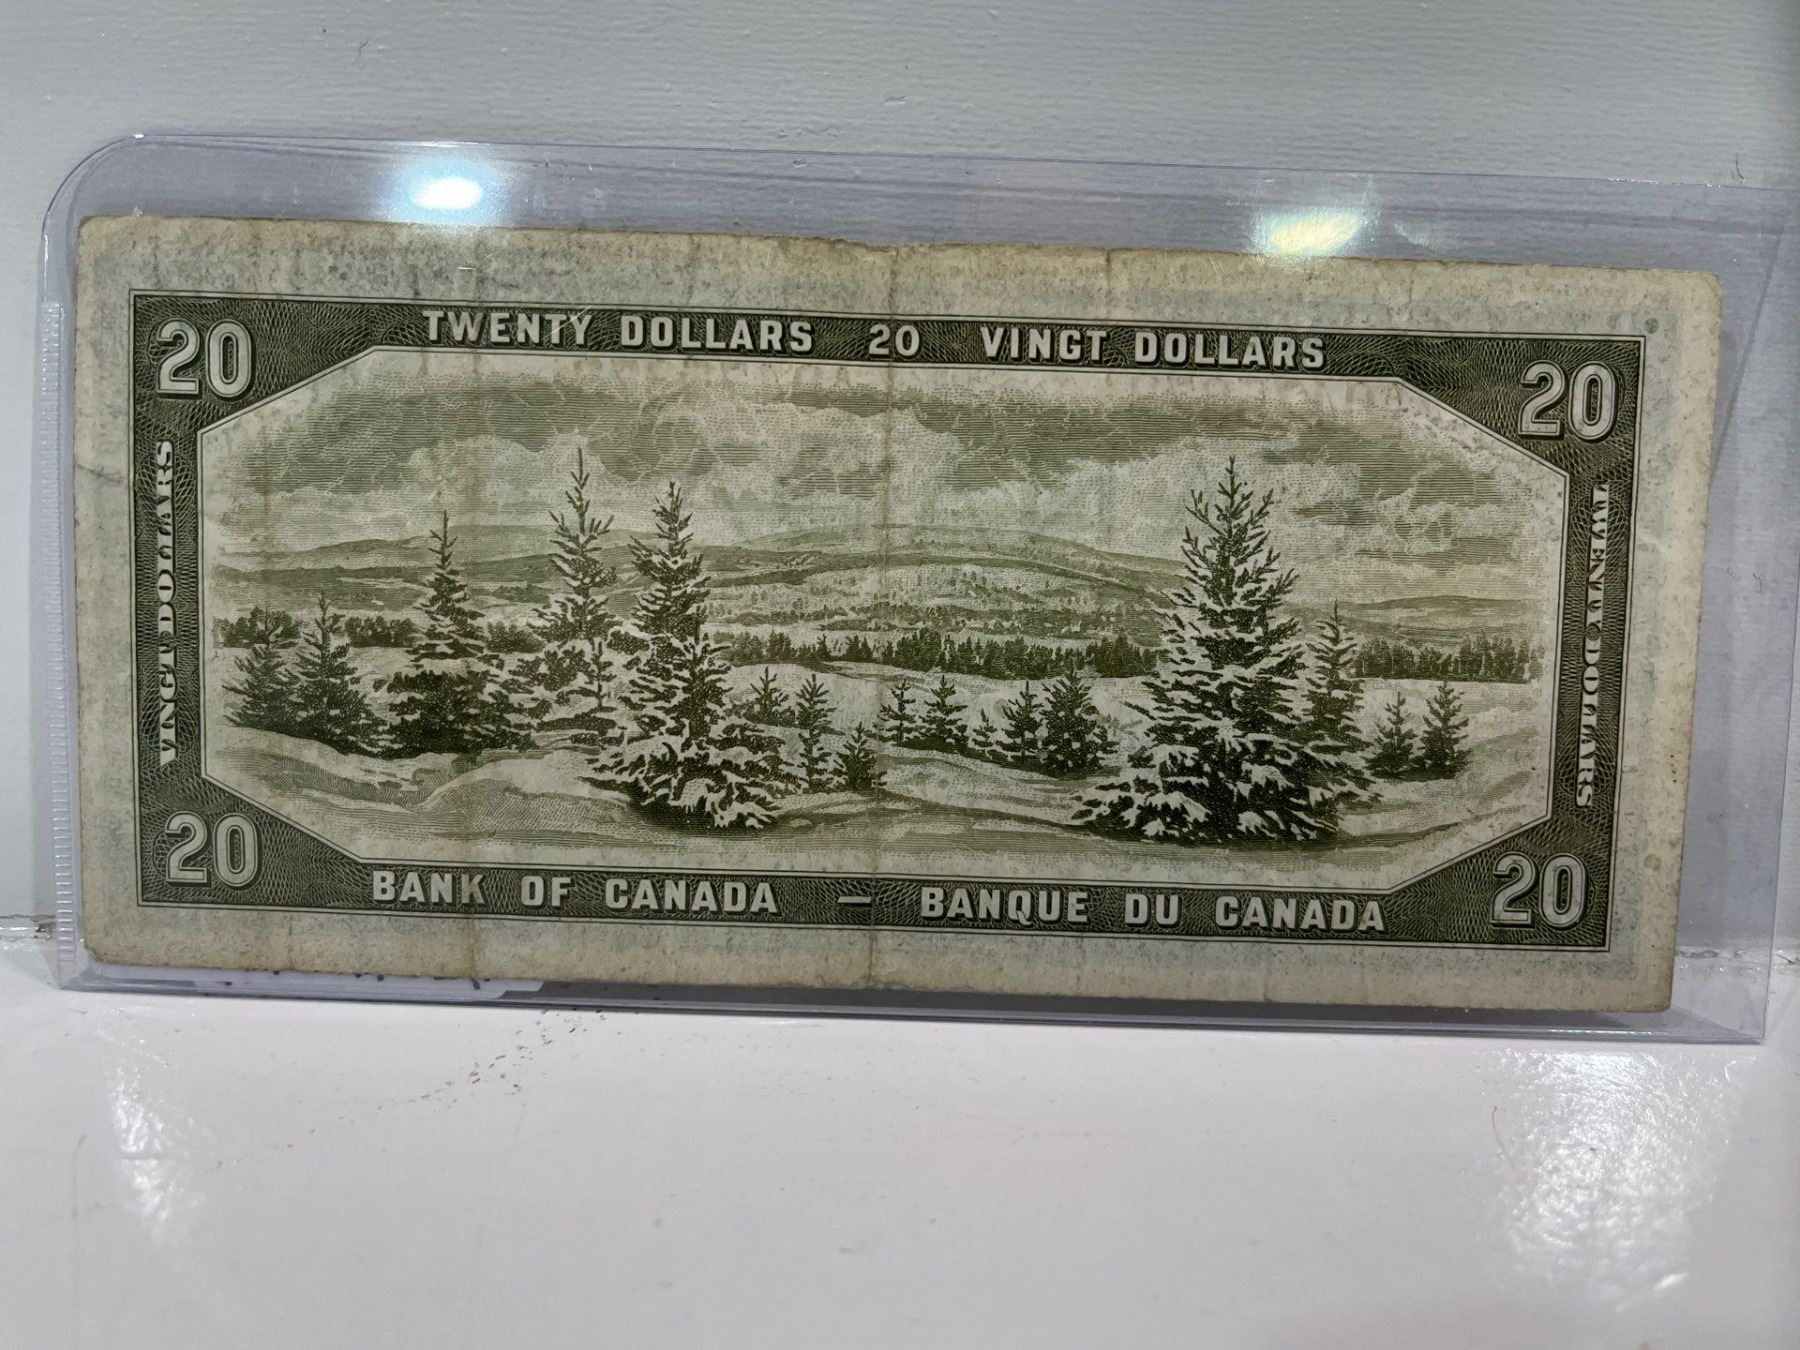 20 TWENTY DOLLARS 20 VINGT DOLLARS 20
VINGT DOLLARS
TWENTY DOLLARS
20 BANK OF CANADA — BANQUE DU CANADA 20